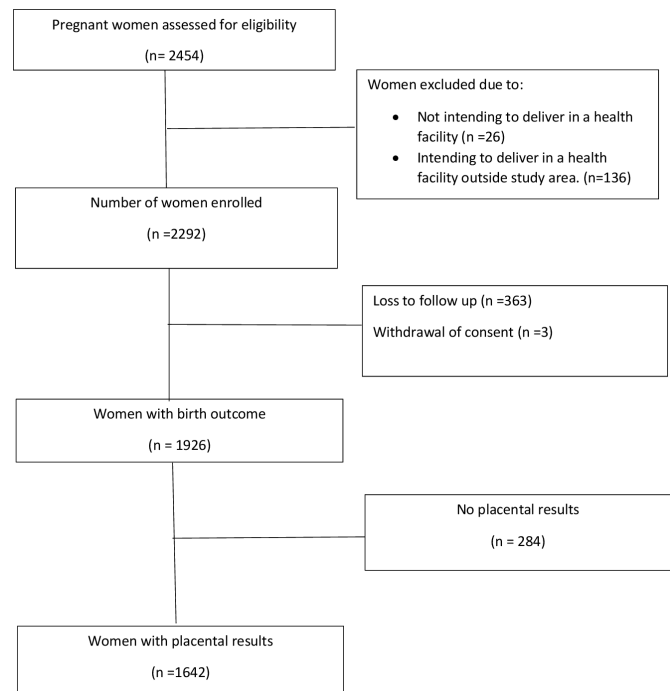 Pregnant women assessed for eligibility
(n= 2454)
Women excluded due to:
• Not intending to deliver in a health
facility (n =26)
• Intending to deliver in a health
facility outside study area. (n=136)
Number of women enrolled
(n =2292)
Loss to follow up (n =363)
Withdrawal of consent (n =3)
Women with birth outcome
(n = 1926)
No placental results
(n = 284)
Women with placental results
(n =1642)